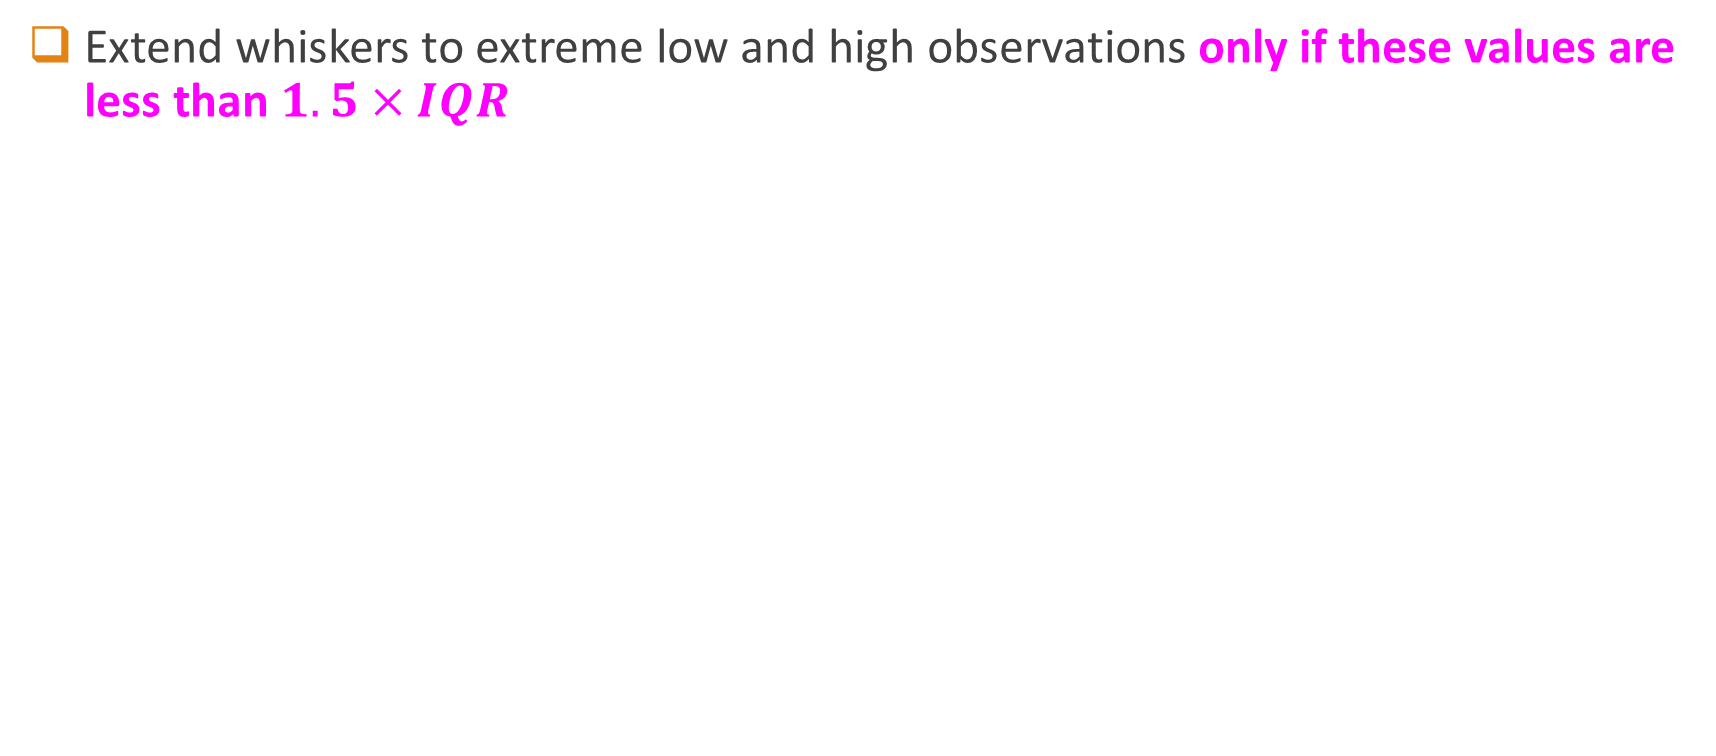 Extend whiskers to extreme low and high observations only if these values are
less than 1.5 × IQR